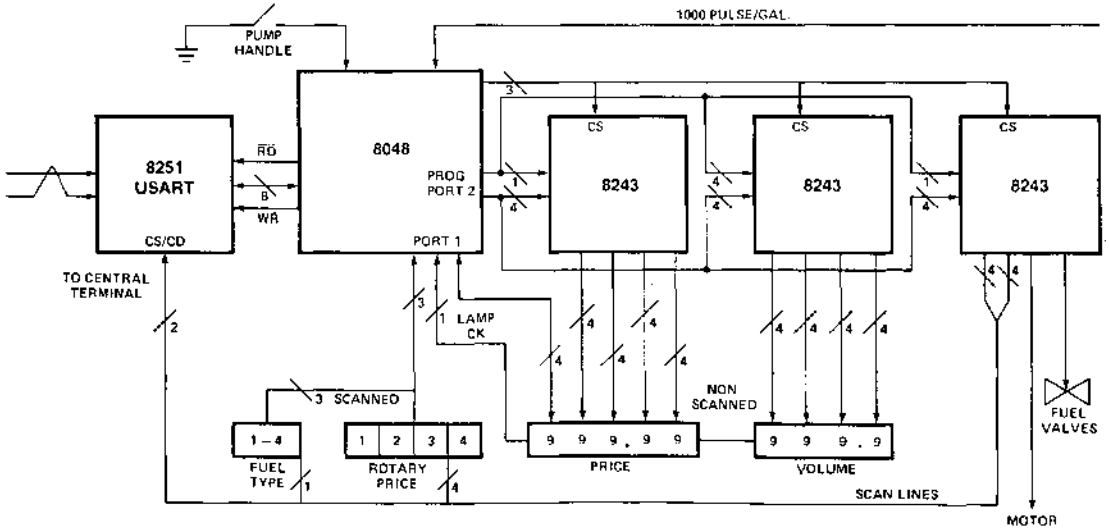 1000 PULSE/GAL.
PUMP
HANDLE
3
CS
CS
CS
8251
USART
RD
8
WR
CS/CD
8048
PROG
PORT 2
PORT 1
1
4
8243
4
4
8243
1
4
8243
TO CENTRAL
TERMINAL
2
3
1
LAMP
CK
4
4
4
4
4
4
4
4
4
4
4
3 SCANNED
NON
SCANNED
1-4
FUEL
TYPE
1
1 2 3 4
ROTARY
PRICE
4
9 9 9 . 9 9
PRICE
9 9 9 . 9
VOLUME
FUEL
VALVES
SCAN LINES
MOTOR